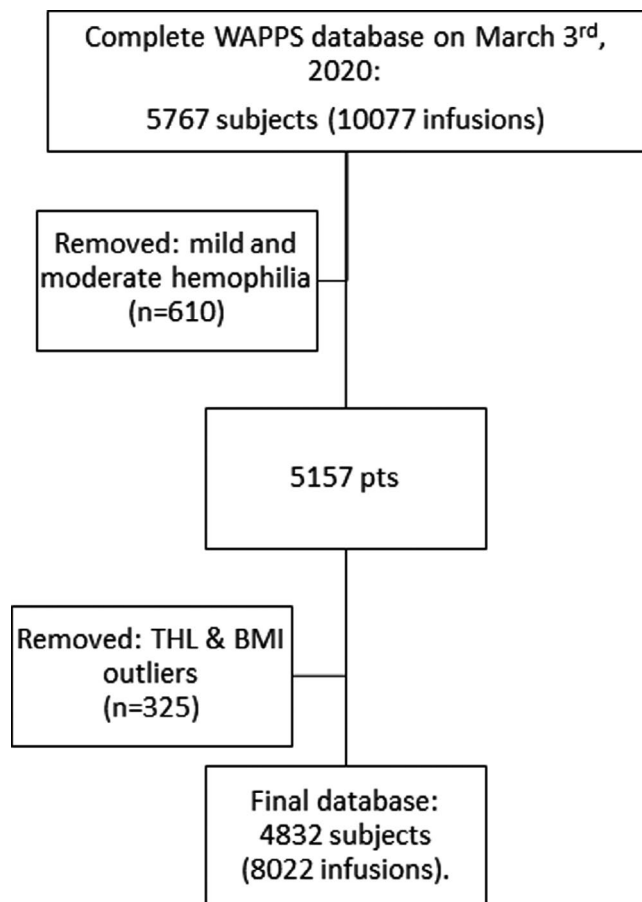 Complete WAPPS database on March 3rd,
2020:
5767 subjects (10077 infusions)
Removed: mild and
moderate hemophilia
(n=610)
5157 pts
Removed: THL & BMI
outliers
(n=325)
Final database:
4832 subjects
(8022 infusions).